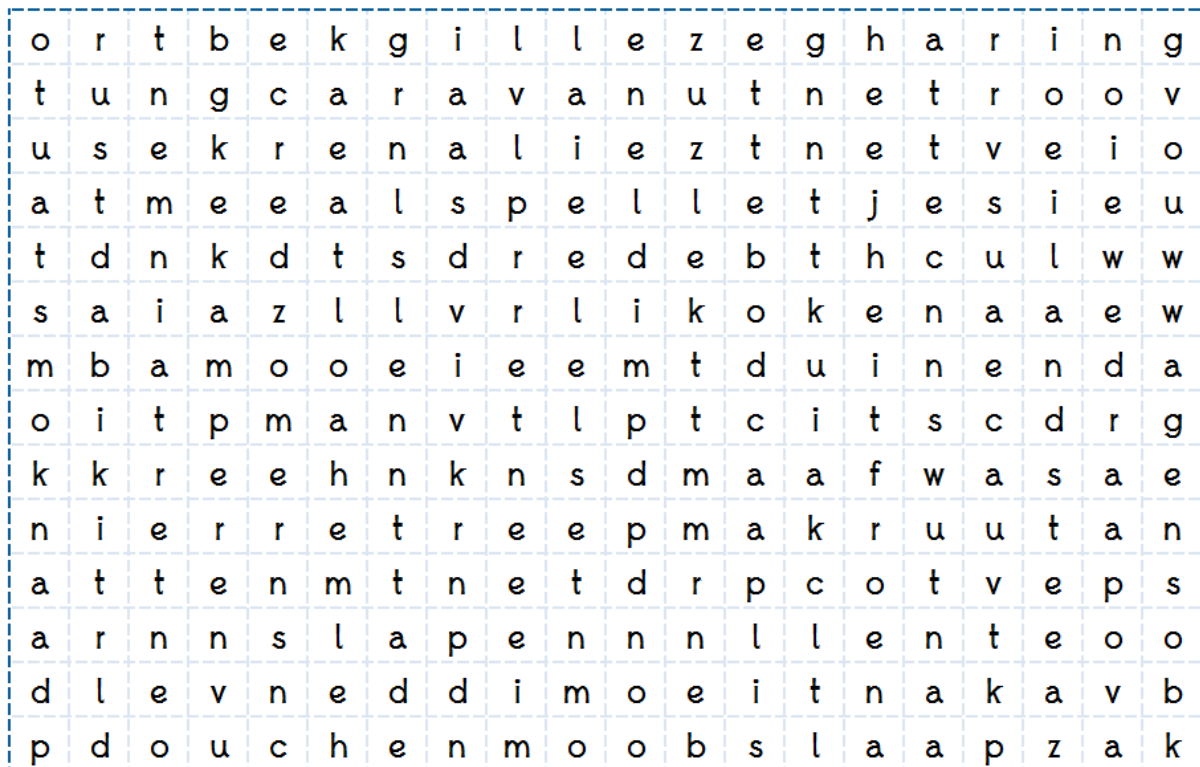 o r t b e k g i l l e z e g h a r i n g
t u n g c a r a v a n u t n e t r o o v
u s e k r e n a l i e z t n e t v e i o
a t m e e a l s p e l l e t j e s i e u
t d n k d t s d r e d e b t h c u l w w
s a i a z l l v r l i k o k e n a a e w
m b a m o o e i e e m t d u i n e n d a
o i t p m a n v t l p t c i t s c d r g
k k r e e h n k n s d m a a f w a s a e
n i e r r e t r e e p m a k r u u t a n
a t t e n m t n e t d r p c o t v e p s
a r n n s l a p e n n n l l e n t e o o
d l e v n e d d i m o e i t n a k a v b
p d o u c h e n m o o b s l a a p z a k